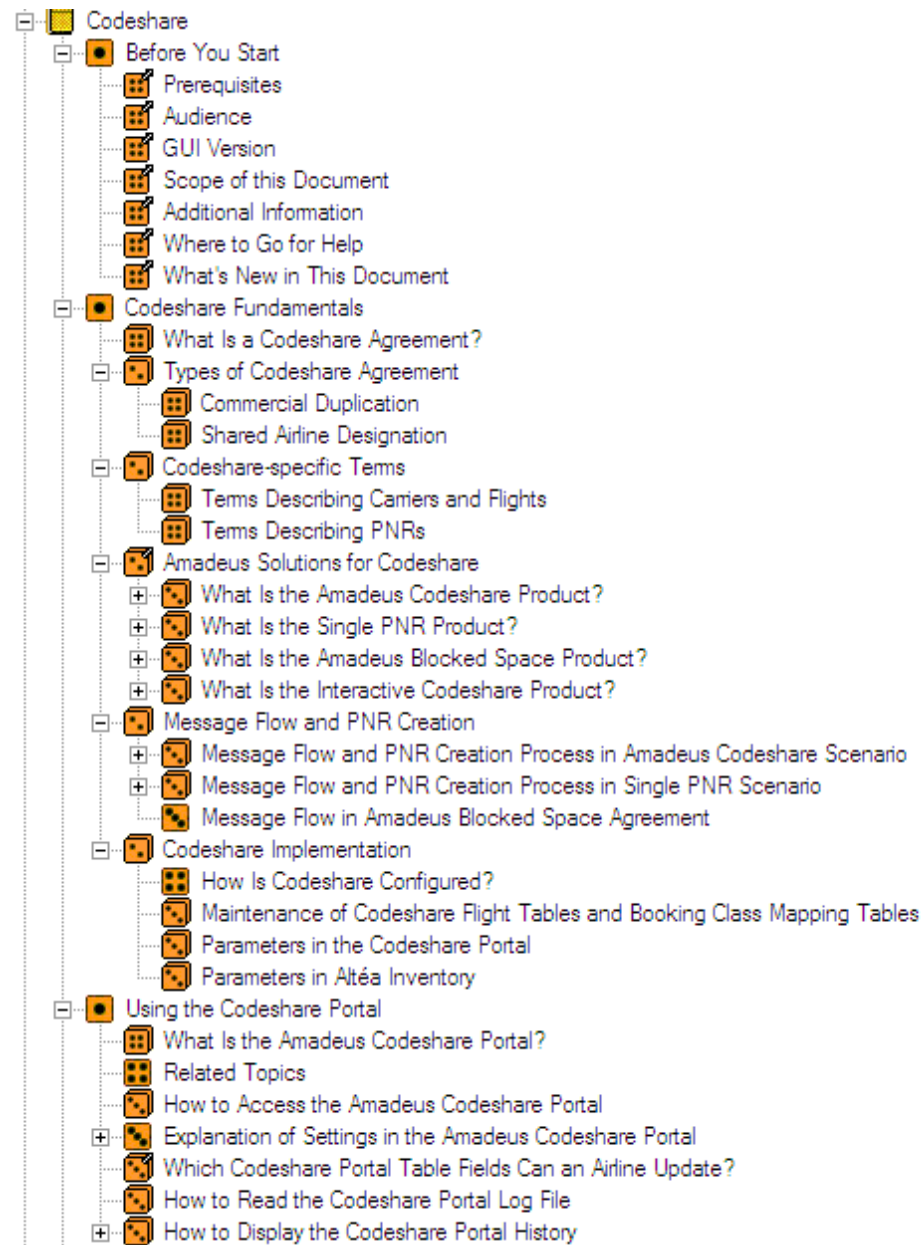 Codeshare
Before You Start
Prerequisites
Audience
GUI Version
Scope of this Document
Additional Information
Where to Go for Help
What's New in This Document
Codeshare Fundamentals
What Is a Codeshare Agreement?
Types of Codeshare Agreement
Commercial Duplication
Shared Airline Designation
Codeshare-specific Terms
Terms Describing Carriers and Flights
Terms Describing PNRs
Amadeus Solutions for Codeshare
What Is the Amadeus Codeshare Product?
What Is the Single PNR Product?
What Is the Amadeus Blocked Space Product?
What Is the Interactive Codeshare Product?
Message Flow and PNR Creation
Message Flow and PNR Creation Process in Amadeus Codeshare Scenario
Message Flow and PNR Creation Process in Single PNR Scenario
Message Flow in Amadeus Blocked Space Agreement
Codeshare Implementation
How Is Codeshare Configured?
Maintenance of Codeshare Flight Tables and Booking Class Mapping Tables
Parameters in the Codeshare Portal
Parameters in Altéa Inventory
Using the Codeshare Portal
What Is the Amadeus Codeshare Portal?
Related Topics
How to Access the Amadeus Codeshare Portal
Explanation of Settings in the Amadeus Codeshare Portal
Which Codeshare Portal Table Fields Can an Airline Update?
How to Read the Codeshare Portal Log File
How to Display the Codeshare Portal History